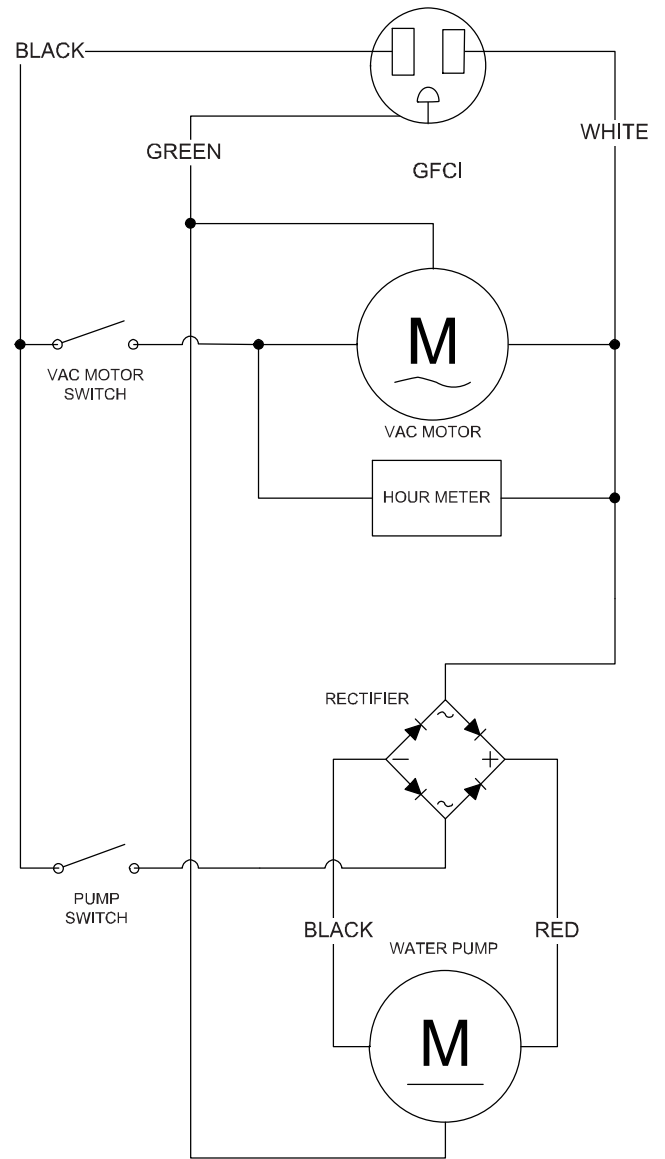 BLACK
WHITE
GREEN
GFCI
M
VAC MOTOR
SWITCH
VAC MOTOR
HOUR METER
RECTIFIER
~
− +
~
PUMP
SWITCH
BLACK
RED
WATER PUMP
M